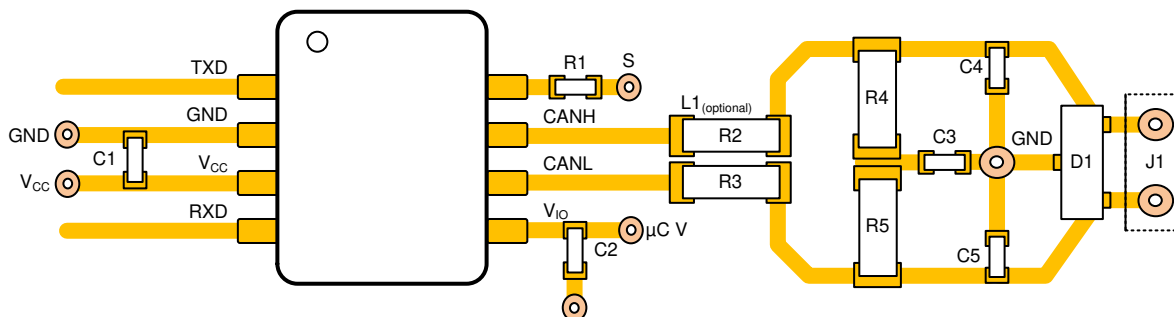 TXD
R1
S
C4
GND
L1(optional)
R4
GND
CANH
R2
C3
GND
D1
J1
C1
VCC
VCC
CANL
R3
RXD
VIO
µC V
C2
R5
C5